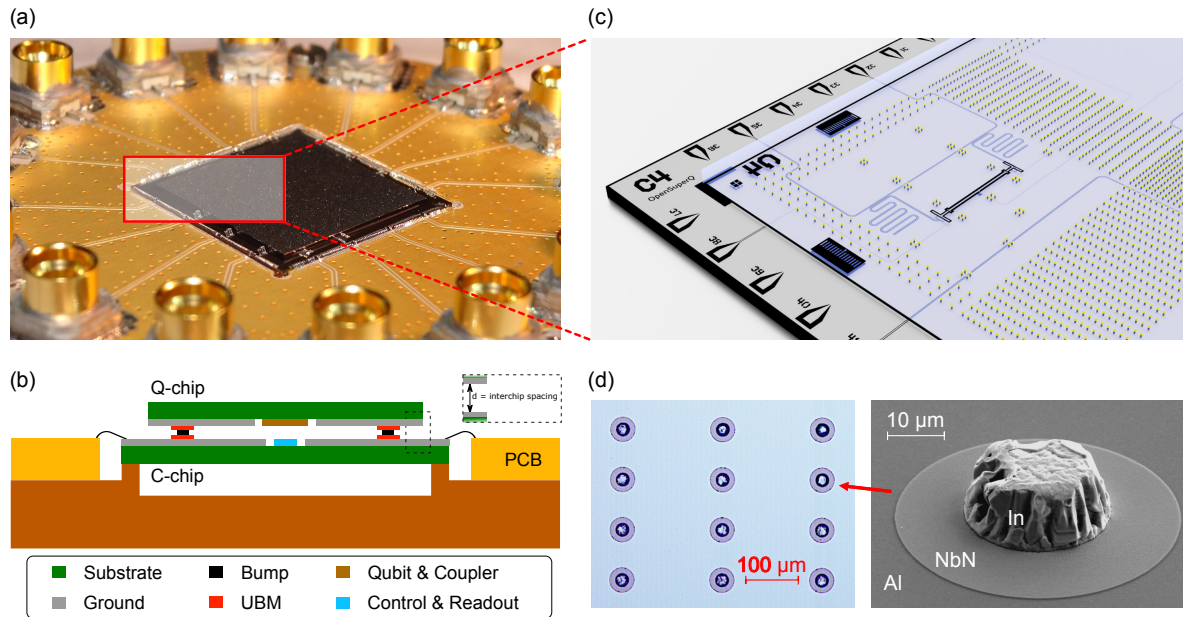 (a)
(c)
C4
OpenSuperQ
(b)
Q-chip
d = interchip spacing
C-chip
PCB
Substrate
Bump
Qubit & Coupler
Ground
UBM
Control & Readout
(d)
100 µm
10 µm
In
NbN
Al